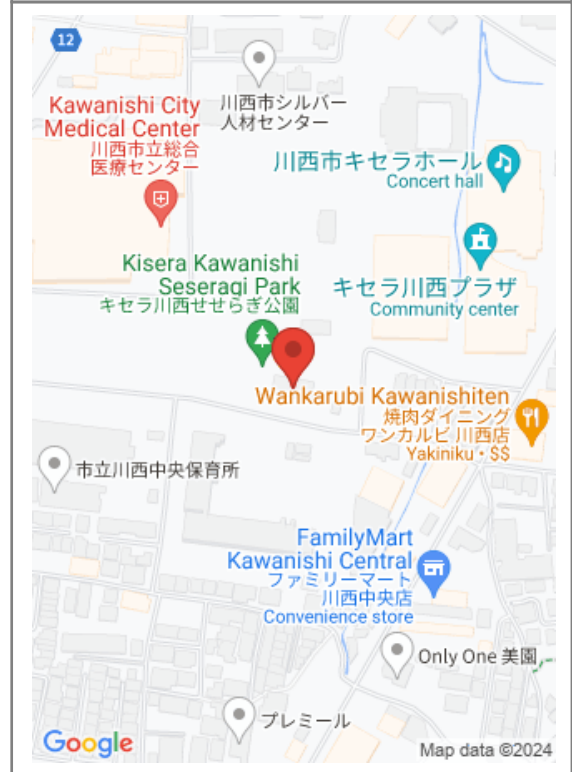 12
川西市シルバー
人材センター
Kawanishi City
Medical Center
川西市立総合
医療センター
川西市キセラホール
Concert hall
Kisera Kawanishi
Seseragi Park
キセラ川西せせらぎ公園
キセラ川西プラザ
Community center
Wankarubi Kawanishiten
焼肉ダイニング
ワンカルビ 川西店
Yakiniku・$$
市立川西中央保育所
FamilyMart
Kawanishi Central
ファミリーマート
川西中央店
Convenience store
Only One 美園
プレミール
Google
Map data ©2024